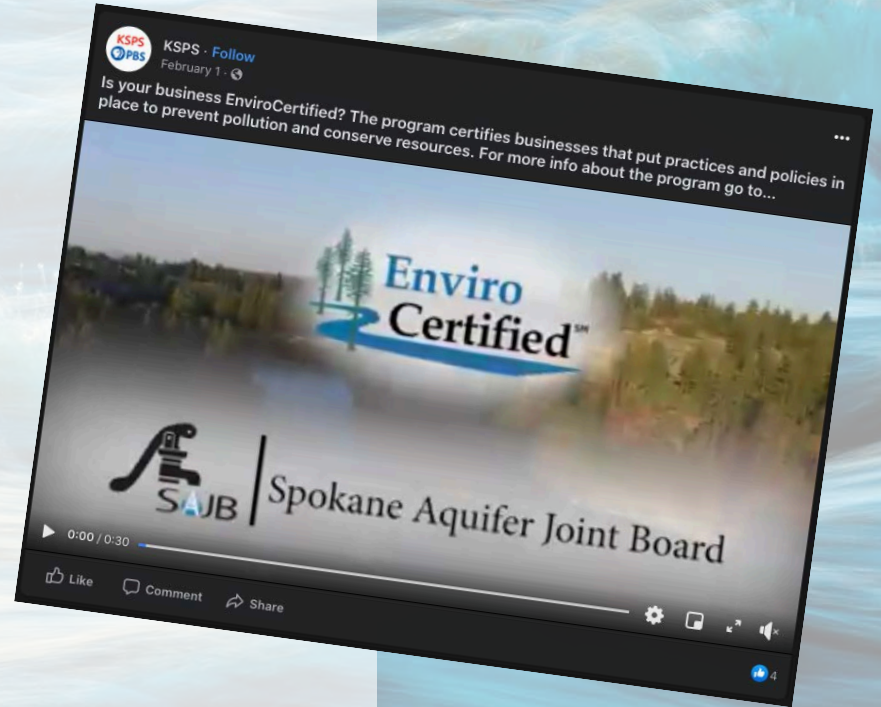 KSPS
PBS
KSPS · Follow
February 1 ·
Is your business EnviroCertified? The program certifies businesses that put practices and policies in
place to prevent pollution and conserve resources. For more info about the program go to...
Enviro
Certified℠
SAJB
Spokane Aquifer Joint Board
0:00 / 0:30
Like
Comment
Share
4